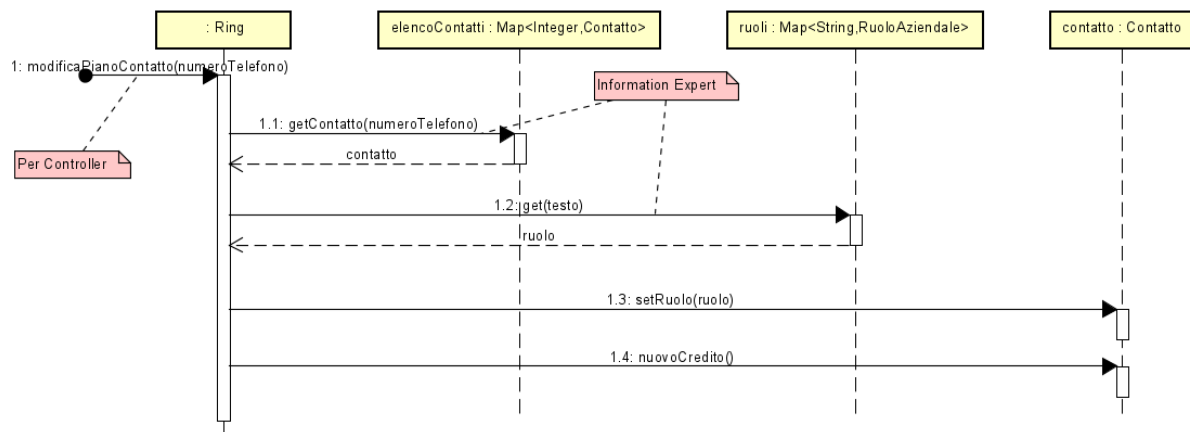 : Ring
elencoContatti : Map<Integer,Contatto>
ruoli : Map<String,RuoloAziendale>
contatto : Contatto
1: modificaPianoContatto(numeroTelefono)
Information Expert
1.1: getContatto(numeroTelefono)
contatto
Per Controller
1.2: get(testo)
ruolo
1.3: setRuolo(ruolo)
1.4: nuovoCredito()